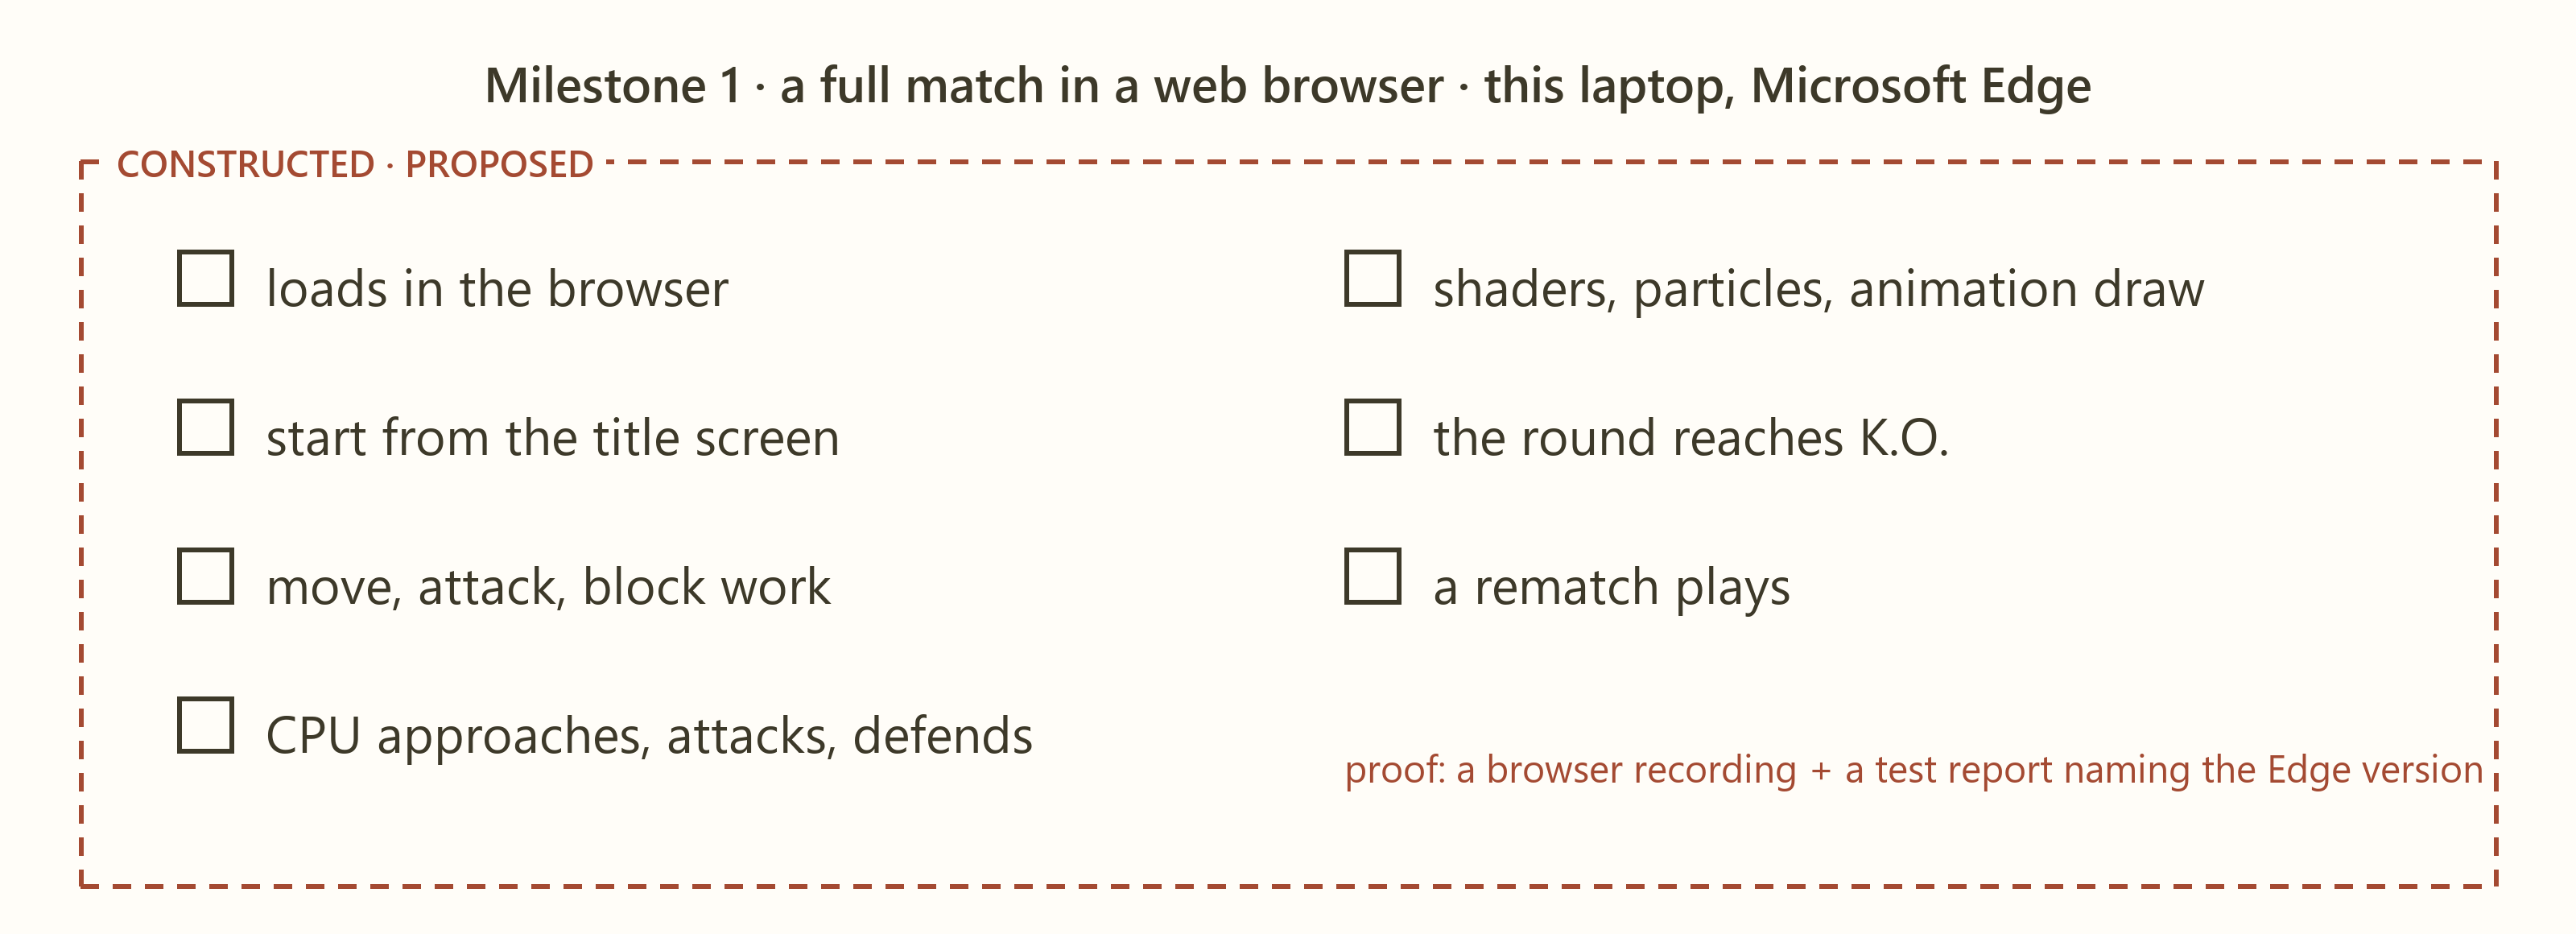 Milestone 1 · a full match in a web browser · this laptop, Microsoft Edge
CONSTRUCTED · PROPOSED
loads in the browser
start from the title screen
move, attack, block work
CPU approaches, attacks, defends
shaders, particles, animation draw
the round reaches K.O.
a rematch plays
proof: a browser recording + a test report naming the Edge version